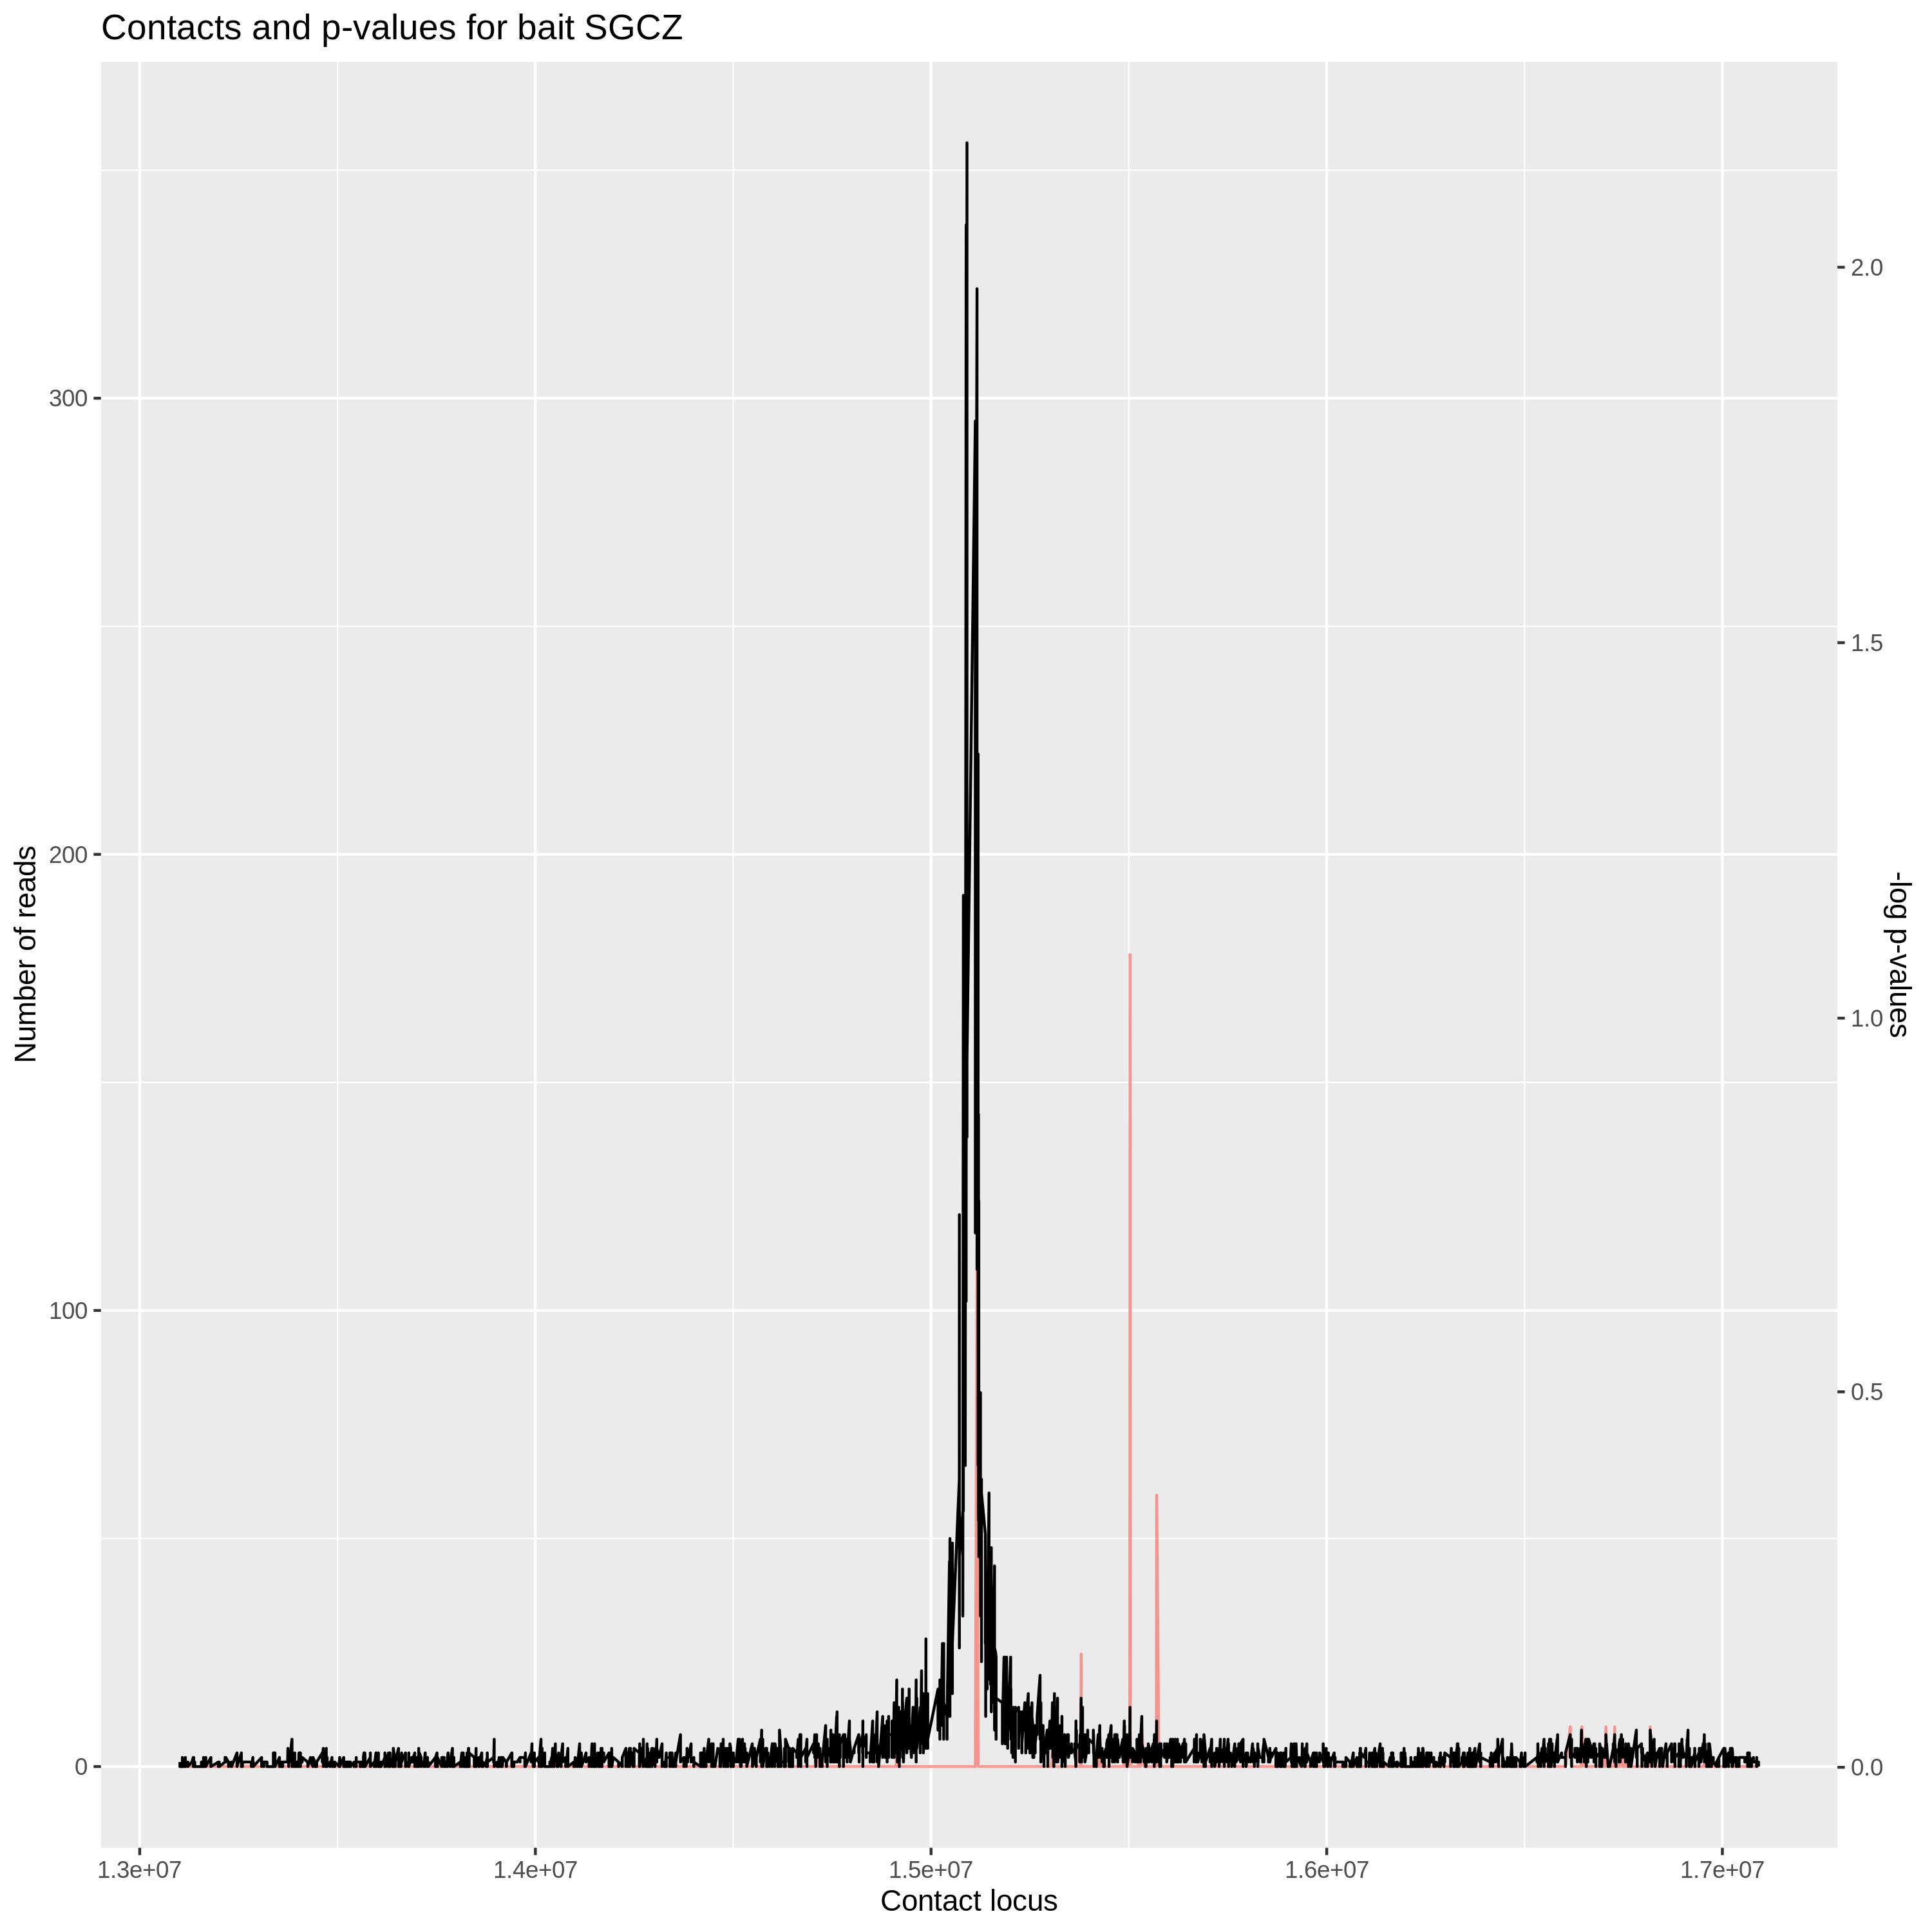 Contacts and p-values for bait SGCZ
Number of reads
300
200
100
0
2.0
1.5
1.0
0.5
0.0
-log p-values
1.3e+07 1.4e+07 1.5e+07 1.6e+07 1.7e+07
Contact locus